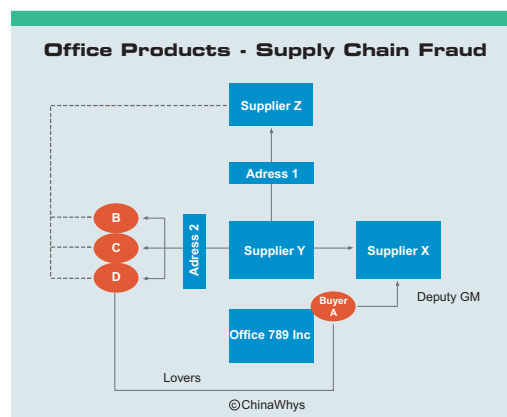 Office Products - Supply Chain Fraud
Supplier Z
Adress 1
B
C
D
Adress 2
Supplier Y
Supplier X
Buyer
A
Deputy GM
Office 789 Inc
Lovers
©ChinaWhys